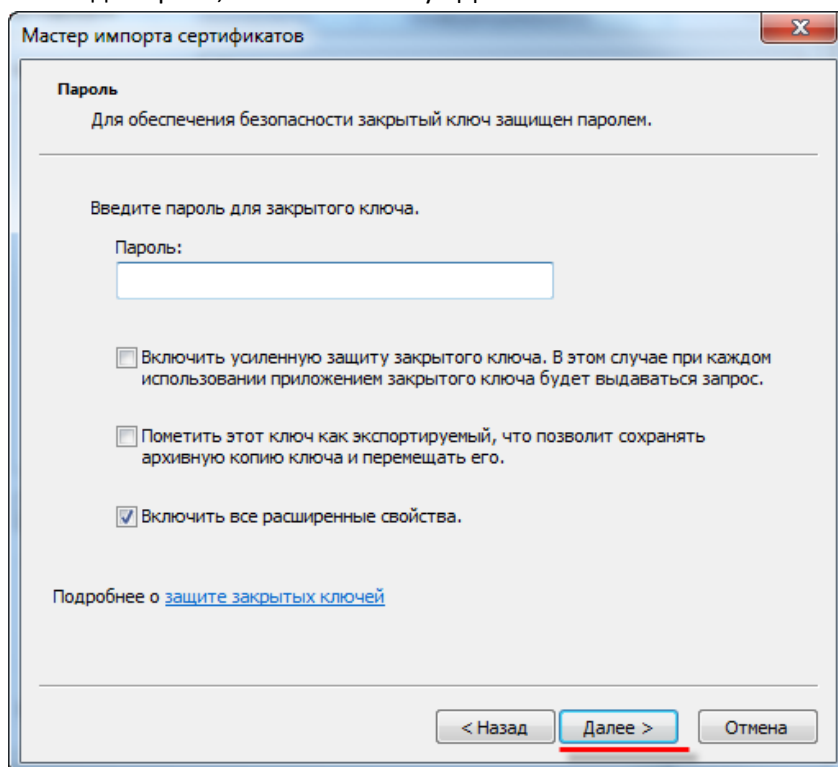 Мастер импорта сертификатов
Пароль
Для обеспечения безопасности закрытый ключ защищен паролем.
Введите пароль для закрытого ключа.
Пароль:
Включить усиленную защиту закрытого ключа. В этом случае при каждом
использовании приложением закрытого ключа будет выдаваться запрос.
Пометить этот ключ как экспортируемый, что позволит сохранять
архивную копию ключа и перемещать его.
Включить все расширенные свойства.
Подробнее о защите закрытых ключей
< Назад Далее > Отмена